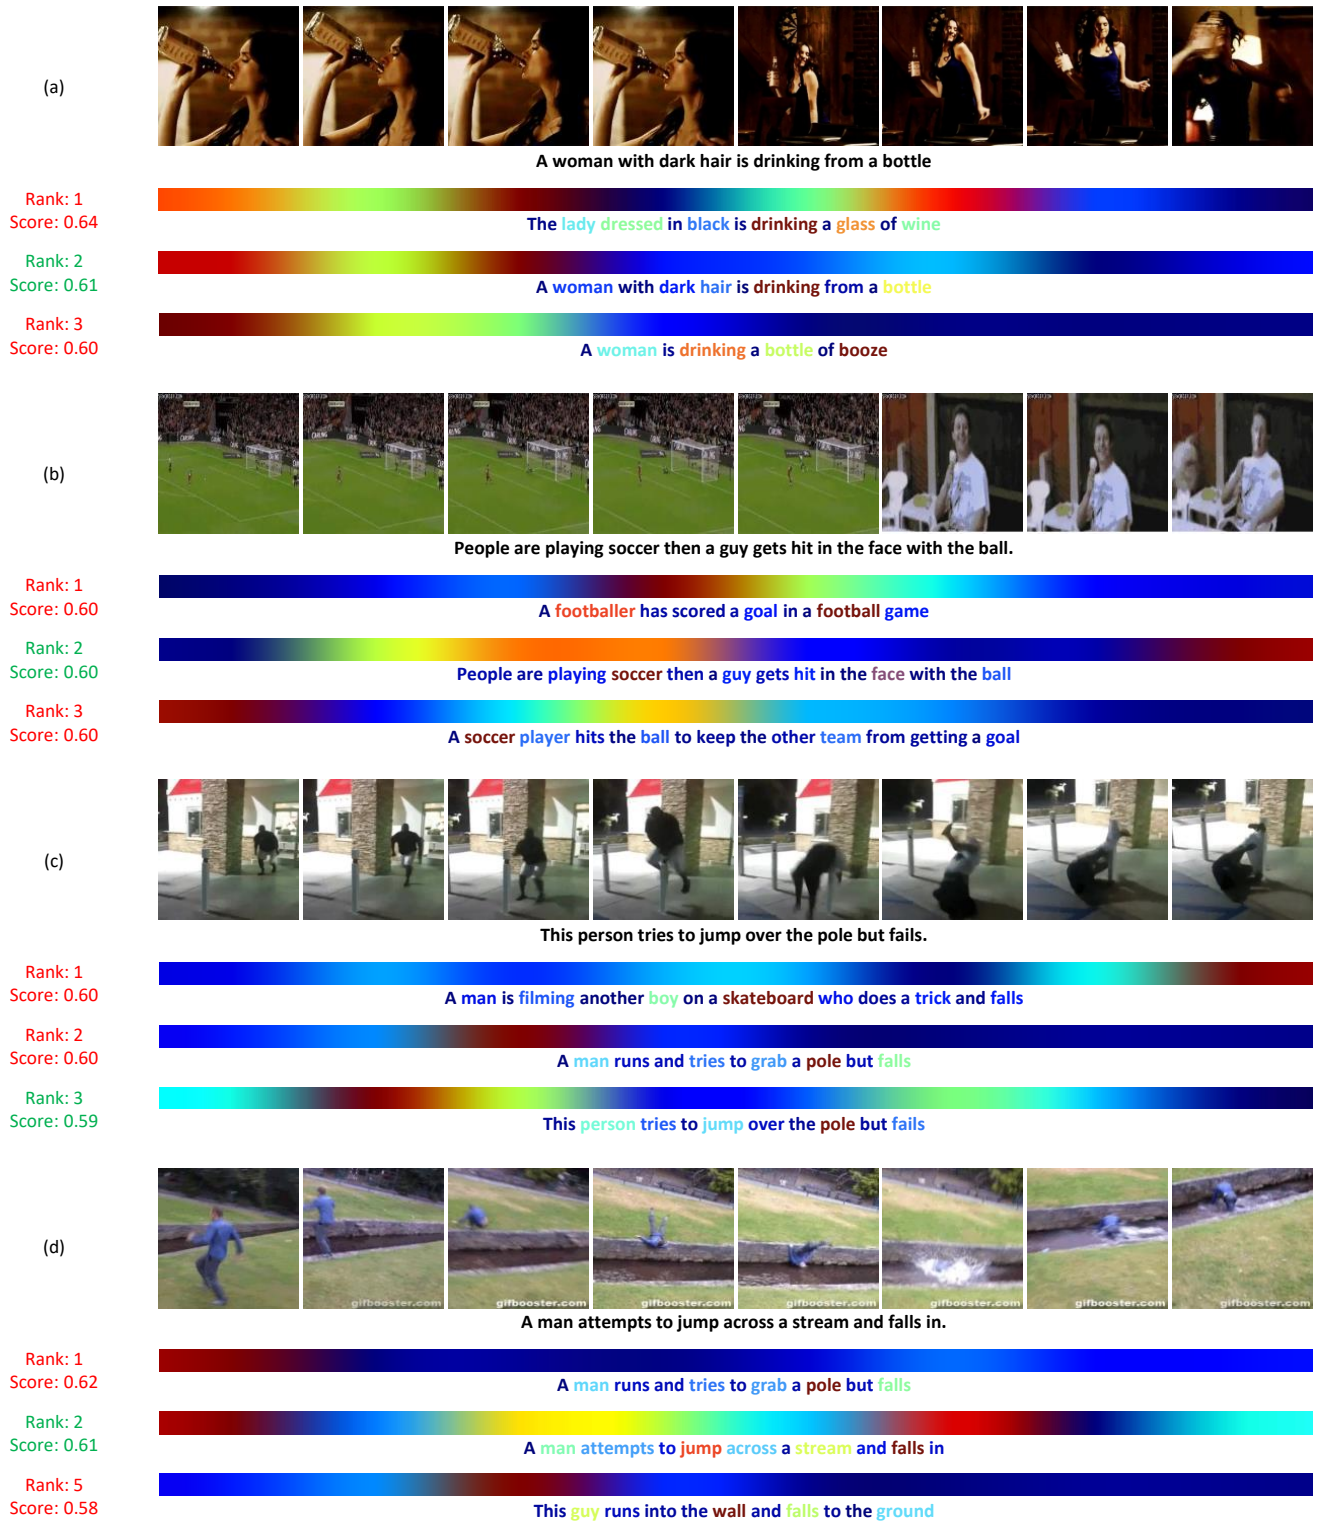 (a)
A woman with dark hair is drinking from a bottle
Rank: 1
Score: 0.64
The lady dressed in black is drinking a glass of wine
Rank: 2
Score: 0.61
A woman with dark hair is drinking from a bottle
Rank: 3
Score: 0.60
A woman is drinking a bottle of booze
(b)
CARLING
People are playing soccer then a guy gets hit in the face with the ball.
Rank: 1
Score: 0.60
A footballer has scored a goal in a football game
Rank: 2
Score: 0.60
People are playing soccer then a guy gets hit in the face with the ball
Rank: 3
Score: 0.60
A soccer player hits the ball to keep the other team from getting a goal
(c)
This person tries to jump over the pole but fails.
Rank: 1
Score: 0.60
A man is filming another boy on a skateboard who does a trick and falls
Rank: 2
Score: 0.60
A man runs and tries to grab a pole but falls
Rank: 3
Score: 0.59
This person tries to jump over the pole but fails
(d)
gifbooster.com
gifbooster.com
gifbooster.com
gifbooster.com
gifbooster.com
gifbooster.com
A man attempts to jump across a stream and falls in.
Rank: 1
Score: 0.62
A man runs and tries to grab a pole but falls
Rank: 2
Score: 0.61
A man attempts to jump across a stream and falls in
Rank: 5
Score: 0.58
This guy runs into the wall and falls to the ground